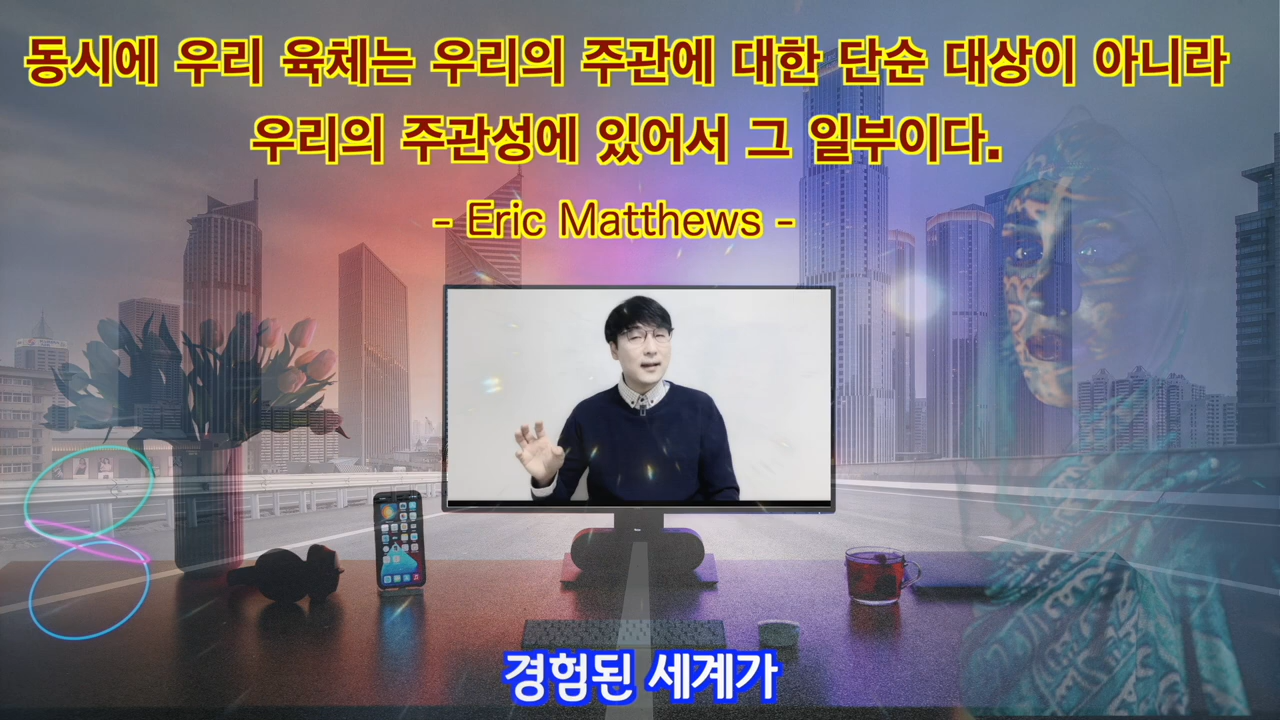 동시에 우리 육체는 우리의 주관에 대한 단순 대상이 아니라
우리의 주관성에 있어서 그 일부이다.
- Eric Matthews -
경험된 세계가